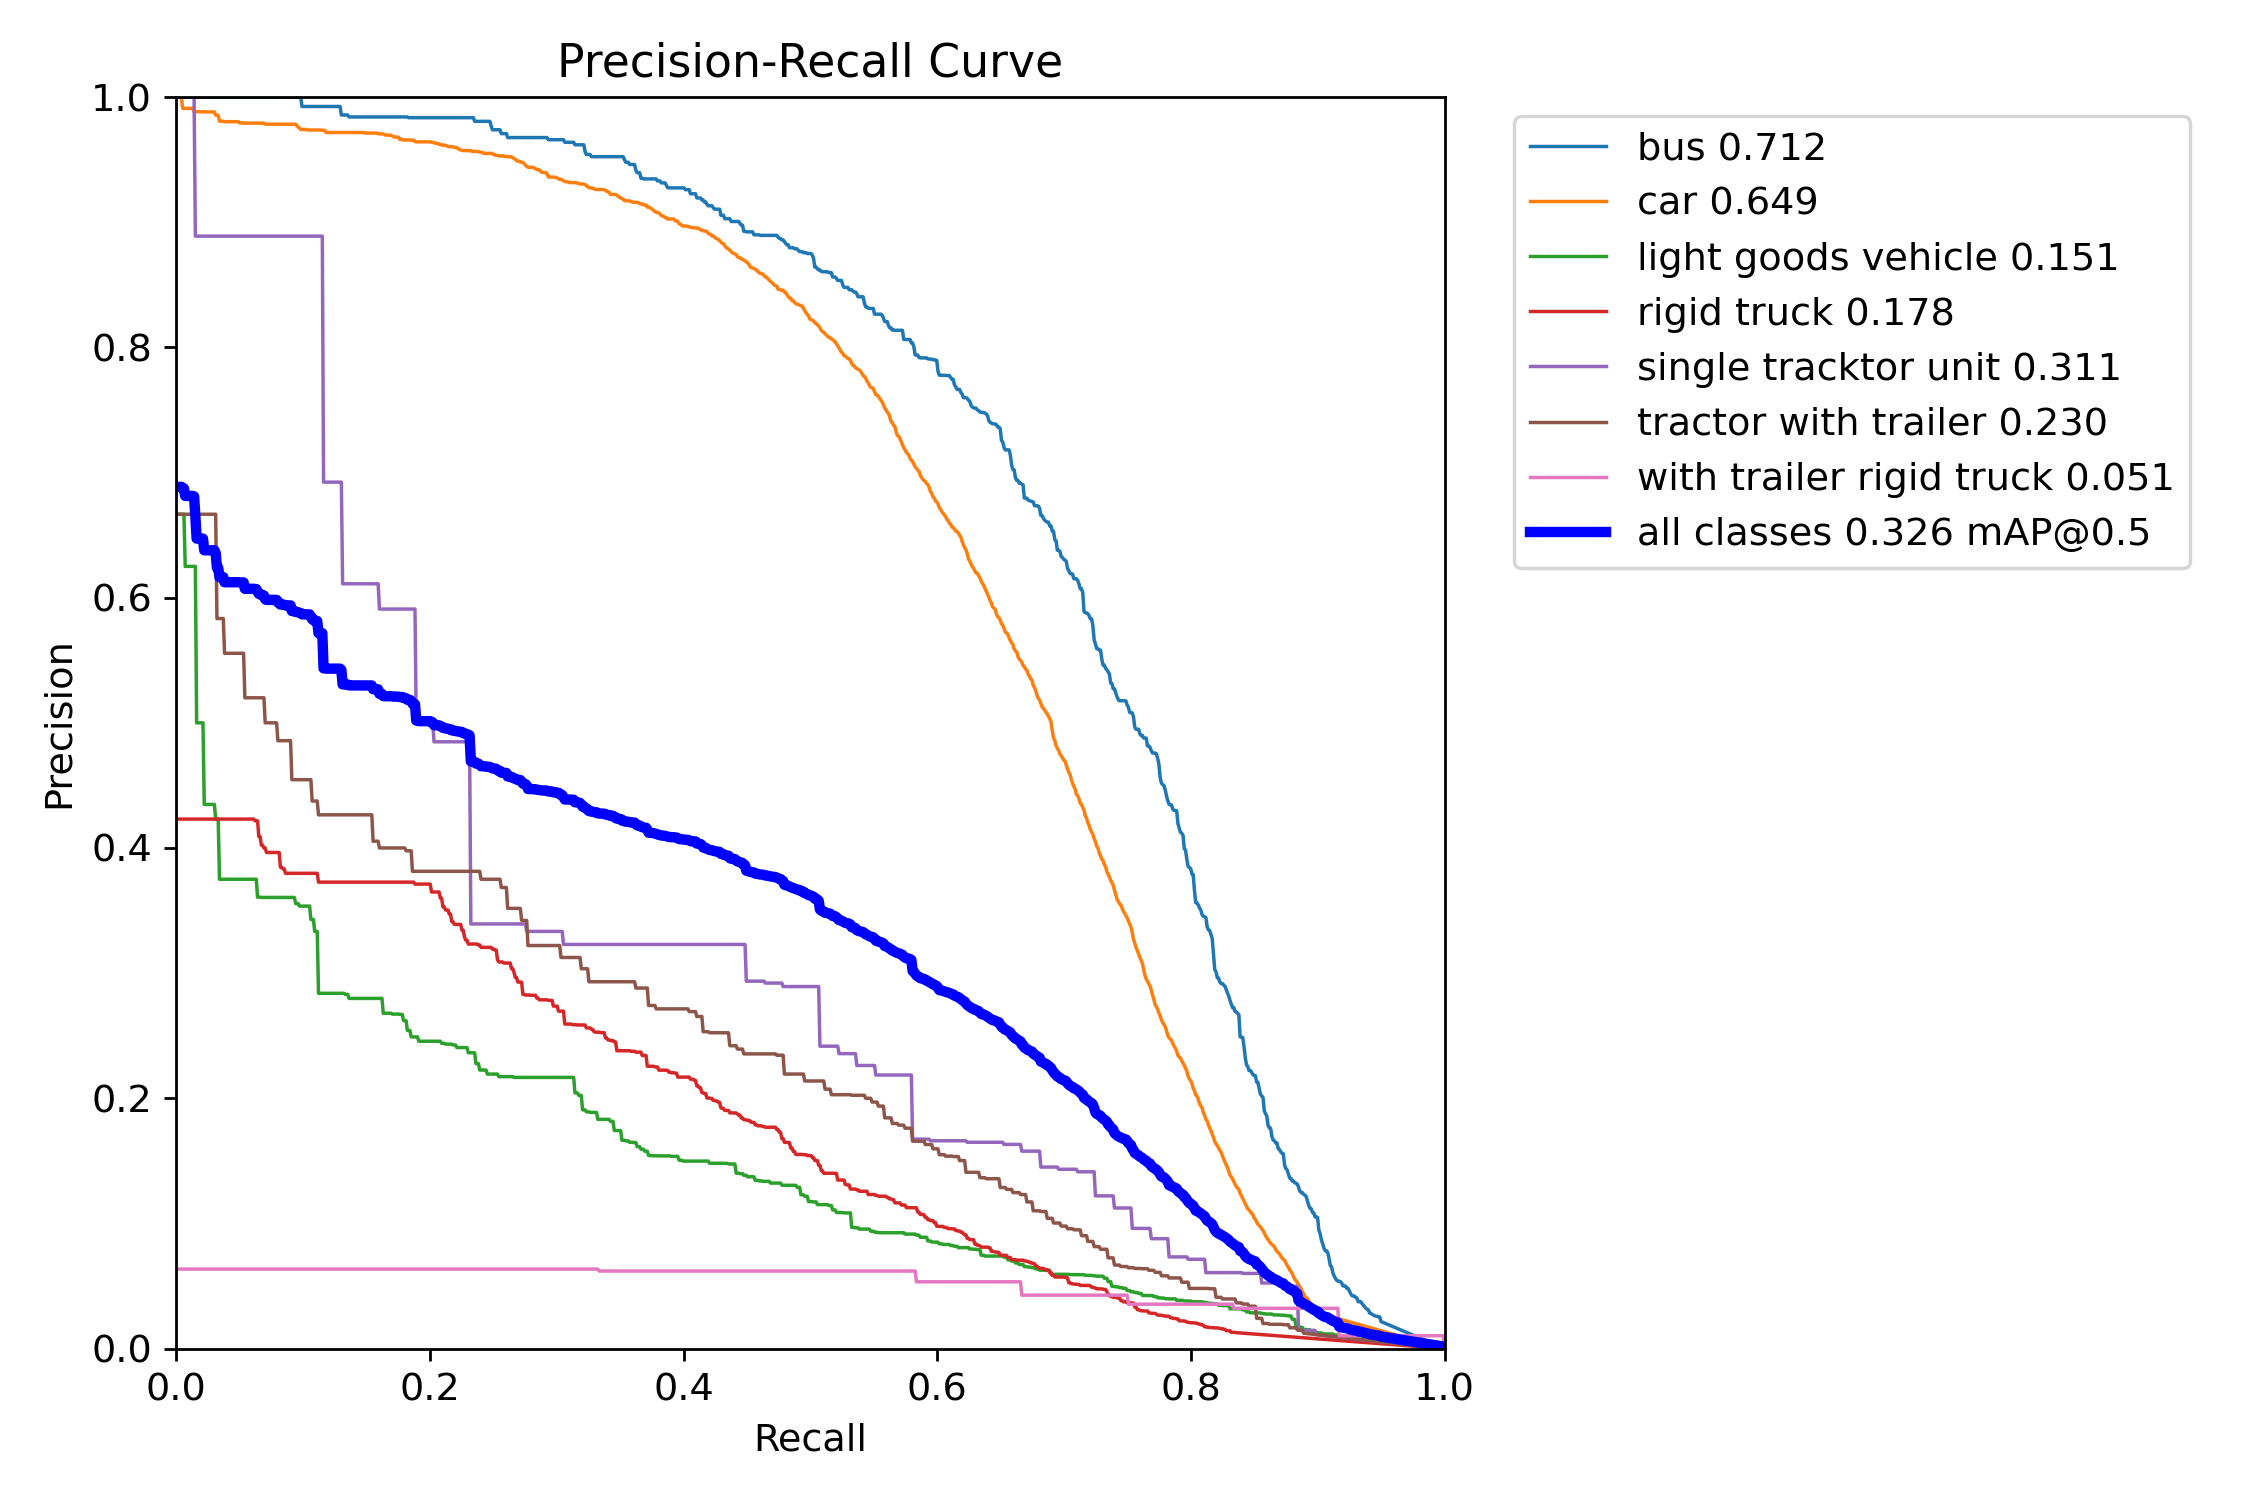 Precision-Recall Curve
1.0
0.8
0.6
0.4
0.2
0.0
Precision
0.0 0.2 0.4 0.6 0.8 1.0
Recall
bus 0.712
car 0.649
light goods vehicle 0.151
rigid truck 0.178
single tracktor unit 0.311
tractor with trailer 0.230
with trailer rigid truck 0.051
all classes 0.326 mAP@0.5